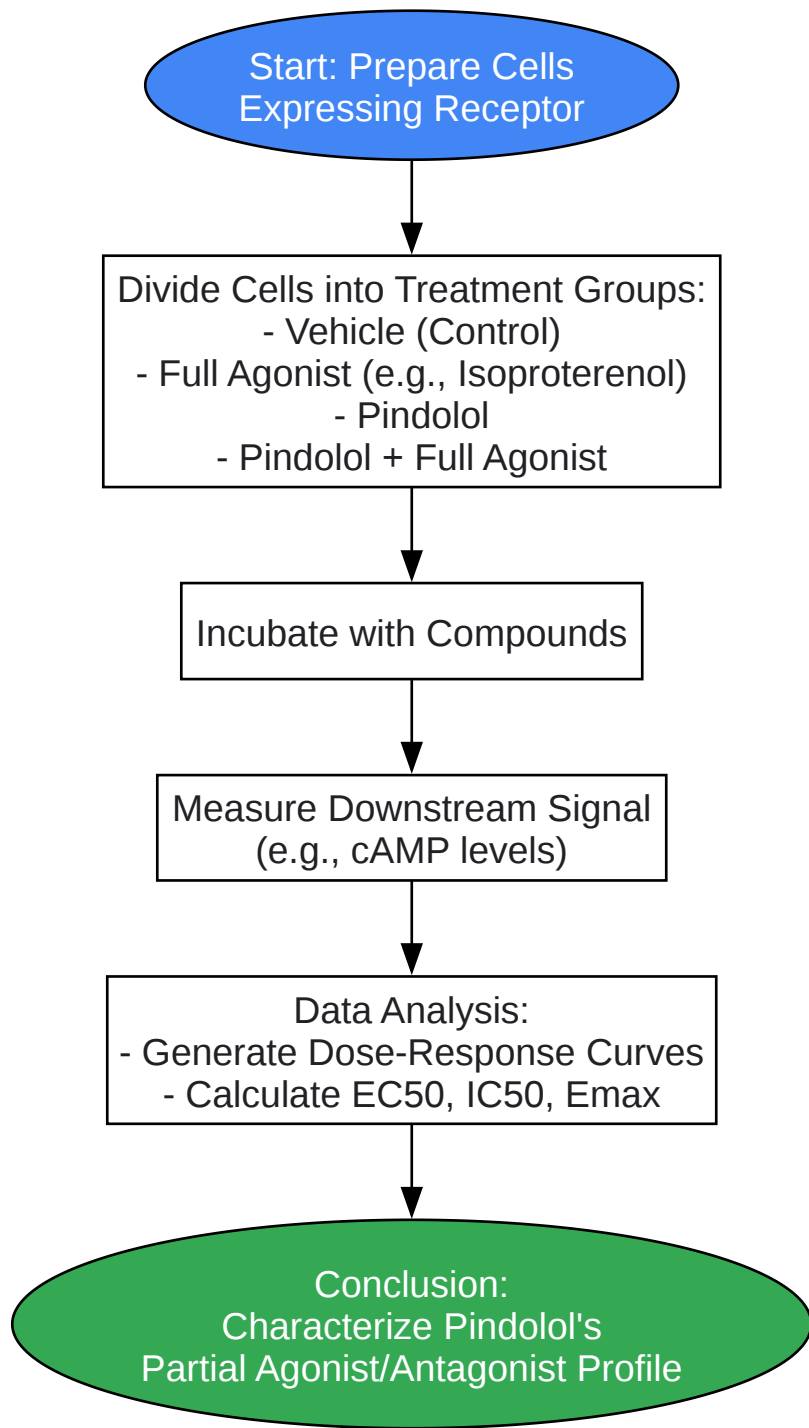 Start: Prepare Cells
Expressing Receptor
Divide Cells into Treatment Groups:
- Vehicle (Control)
- Full Agonist (e.g., Isoproterenol)
- Pindolol
- Pindolol + Full Agonist
Incubate with Compounds
Measure Downstream Signal
(e.g., cAMP levels)
Data Analysis:
- Generate Dose-Response Curves
- Calculate EC50, IC50, Emax
Conclusion:
Characterize Pindolol's
Partial Agonist/Antagonist Profile